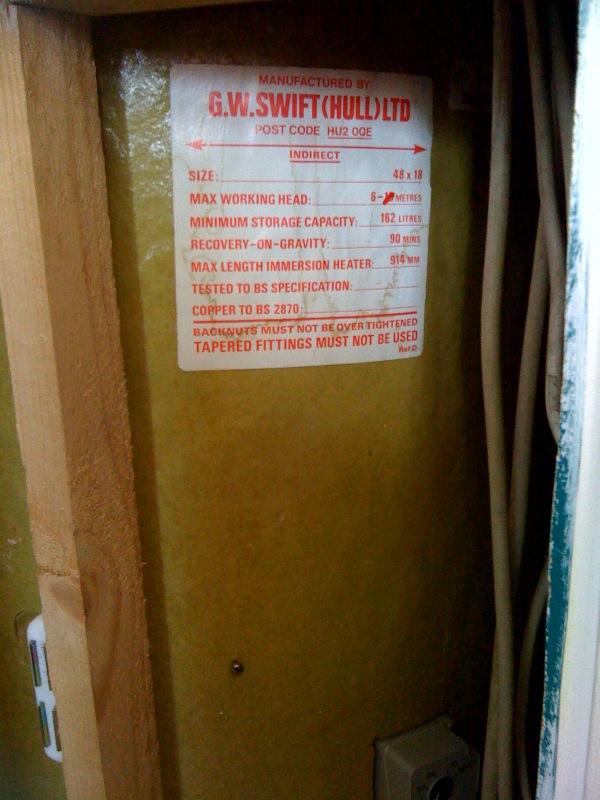 MANUFACTURED BY:
G.W. SWIFT (HULL) LTD
POST CODE HU2 0QE
INDIRECT
SIZE: 48 x 18
MAX WORKING HEAD: 6- METRES
MINIMUM STORAGE CAPACITY: 162 LITRES
RECOVERY-ON-GRAVITY: 90 MINS
MAX LENGTH IMMERSION HEATER: 914 MM
TESTED TO BS SPECIFICATION:
COPPER TO BS 2870:
BACKNUTS MUST NOT BE OVER TIGHTENED
TAPERED FITTINGS MUST NOT BE USED
Ref D